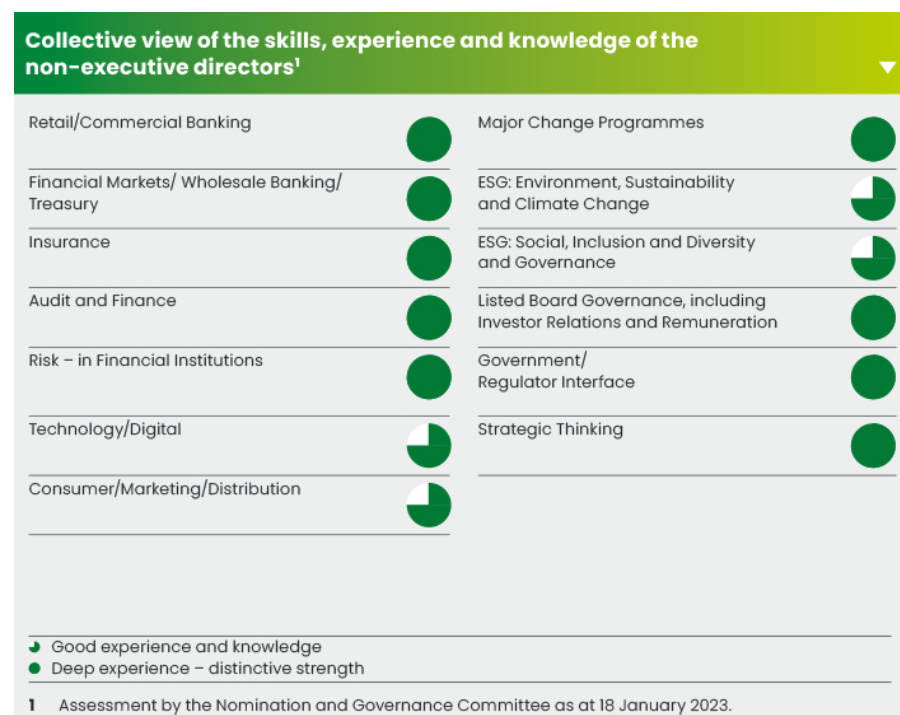 Collective view of the skills, experience and knowledge of the
non-executive directors¹
Retail/Commercial Banking
Financial Markets/ Wholesale Banking/
Treasury
Insurance
Audit and Finance
Risk – in Financial Institutions
Technology/Digital
Consumer/Marketing/Distribution
Major Change Programmes
ESG: Environment, Sustainability
and Climate Change
ESG: Social, Inclusion and Diversity
and Governance
Listed Board Governance, including
Investor Relations and Remuneration
Government/
Regulator Interface
Strategic Thinking
Good experience and knowledge
Deep experience – distinctive strength
1 Assessment by the Nomination and Governance Committee as at 18 January 2023.